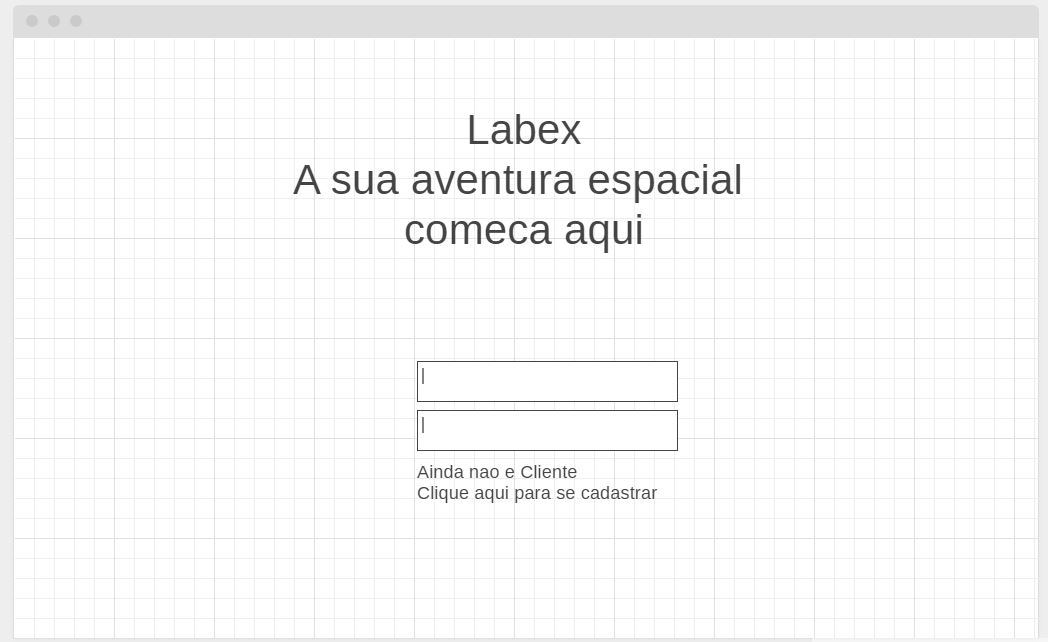 Labex
A sua aventura espacial
comeca aqui
Ainda nao e Cliente
Clique aqui para se cadastrar